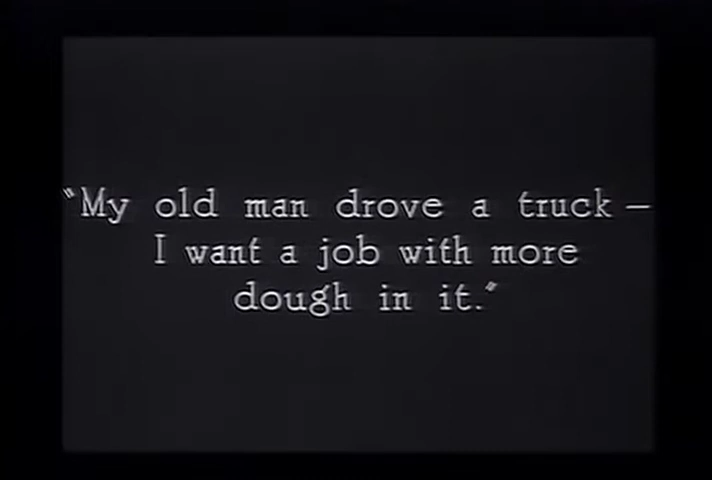 "My old man drove a truck —
I want a job with more
dough in it."